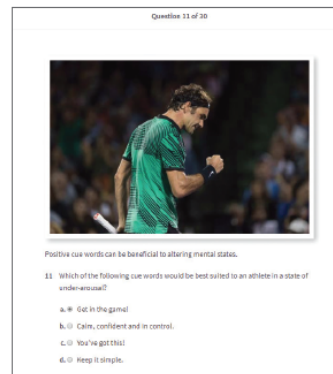 Question 11 of 30
Positive cue words can be beneficial to altering mental states.
11 Which of the following cue words would be best suited to an athlete in a state of
under-arousal?
a. Get in the game!
b. Calm, confident and in control.
c. You've got this!
d. Keep it simple.